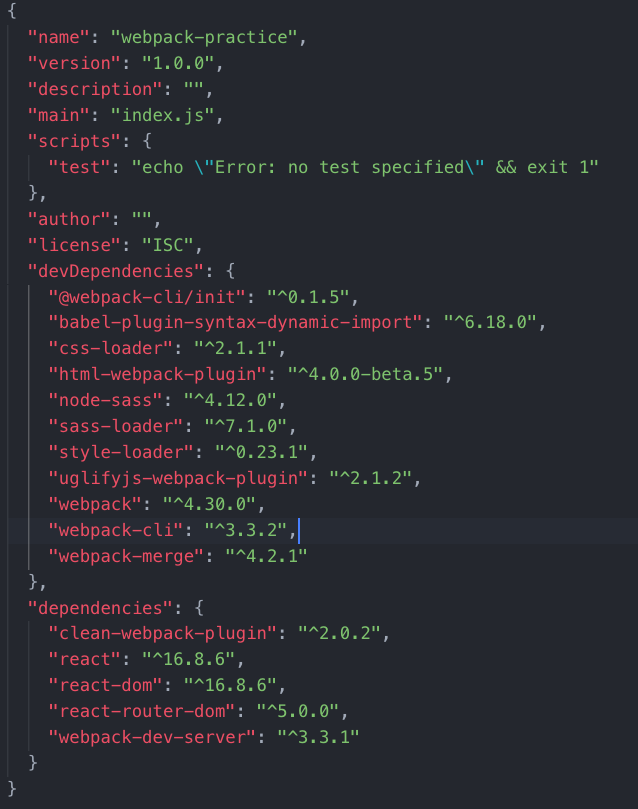 {
  "name": "webpack-practice",
  "version": "1.0.0",
  "description": "",
  "main": "index.js",
  "scripts": {
    "test": "echo \"Error: no test specified\" && exit 1"
  },
  "author": "",
  "license": "ISC",
  "devDependencies": {
    "@webpack-cli/init": "^0.1.5",
    "babel-plugin-syntax-dynamic-import": "^6.18.0",
    "css-loader": "^2.1.1",
    "html-webpack-plugin": "^4.0.0-beta.5",
    "node-sass": "^4.12.0",
    "sass-loader": "^7.1.0",
    "style-loader": "^0.23.1",
    "uglifyjs-webpack-plugin": "^2.1.2",
    "webpack": "^4.30.0",
    "webpack-cli": "^3.3.2",
    "webpack-merge": "^4.2.1"
  },
  "dependencies": {
    "clean-webpack-plugin": "^2.0.2",
    "react": "^16.8.6",
    "react-dom": "^16.8.6",
    "react-router-dom": "^5.0.0",
    "webpack-dev-server": "^3.3.1"
  }
}